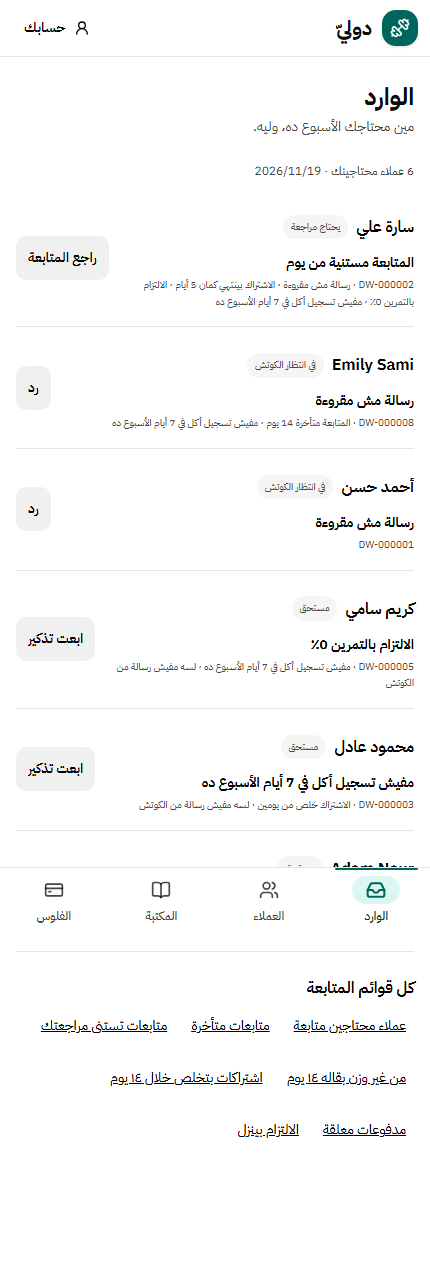 دوليّ
حسابك
الوارد
مين محتاجك الأسبوع ده، وليه.
6 عملاء محتاجينك · 2026/11/19
سارة علي
يحتاج مراجعة
المتابعة مستنية من يوم
DW-000002 · رسالة مش مقروءة · الاشتراك بينتهي كمان 5 أيام · الالتزام
بالتمرين 0٪ · مفيش تسجيل أكل في 7 أيام الأسبوع ده
راجع المتابعة
Emily Sami
في انتظار الكوتش
رسالة مش مقروءة
DW-000008 · المتابعة متأخرة 14 يوم · مفيش تسجيل أكل في 7 أيام الأسبوع ده
رد
أحمد حسن
في انتظار الكوتش
رسالة مش مقروءة
DW-000001
رد
كريم سامي
مستحق
الالتزام بالتمرين 0٪
DW-000005 · مفيش تسجيل أكل في 7 أيام الأسبوع ده · لسه مفيش رسالة من
الكوتش
ابعت تذكير
محمود عادل
مستحق
مفيش تسجيل أكل في 7 أيام الأسبوع ده
DW-000003 · الاشتراك خلص من يومين · لسه مفيش رسالة من الكوتش
ابعت تذكير
الوارد
العملاء
المكتبة
الفلوس
كل قوائم المتابعة
عملاء محتاجين متابعة
متابعات متأخرة
متابعات تستنى مراجعتك
من غير وزن بقاله ١٤ يوم
اشتراكات بتخلص خلال ١٤ يوم
مدفوعات معلقة
الالتزام بينزل